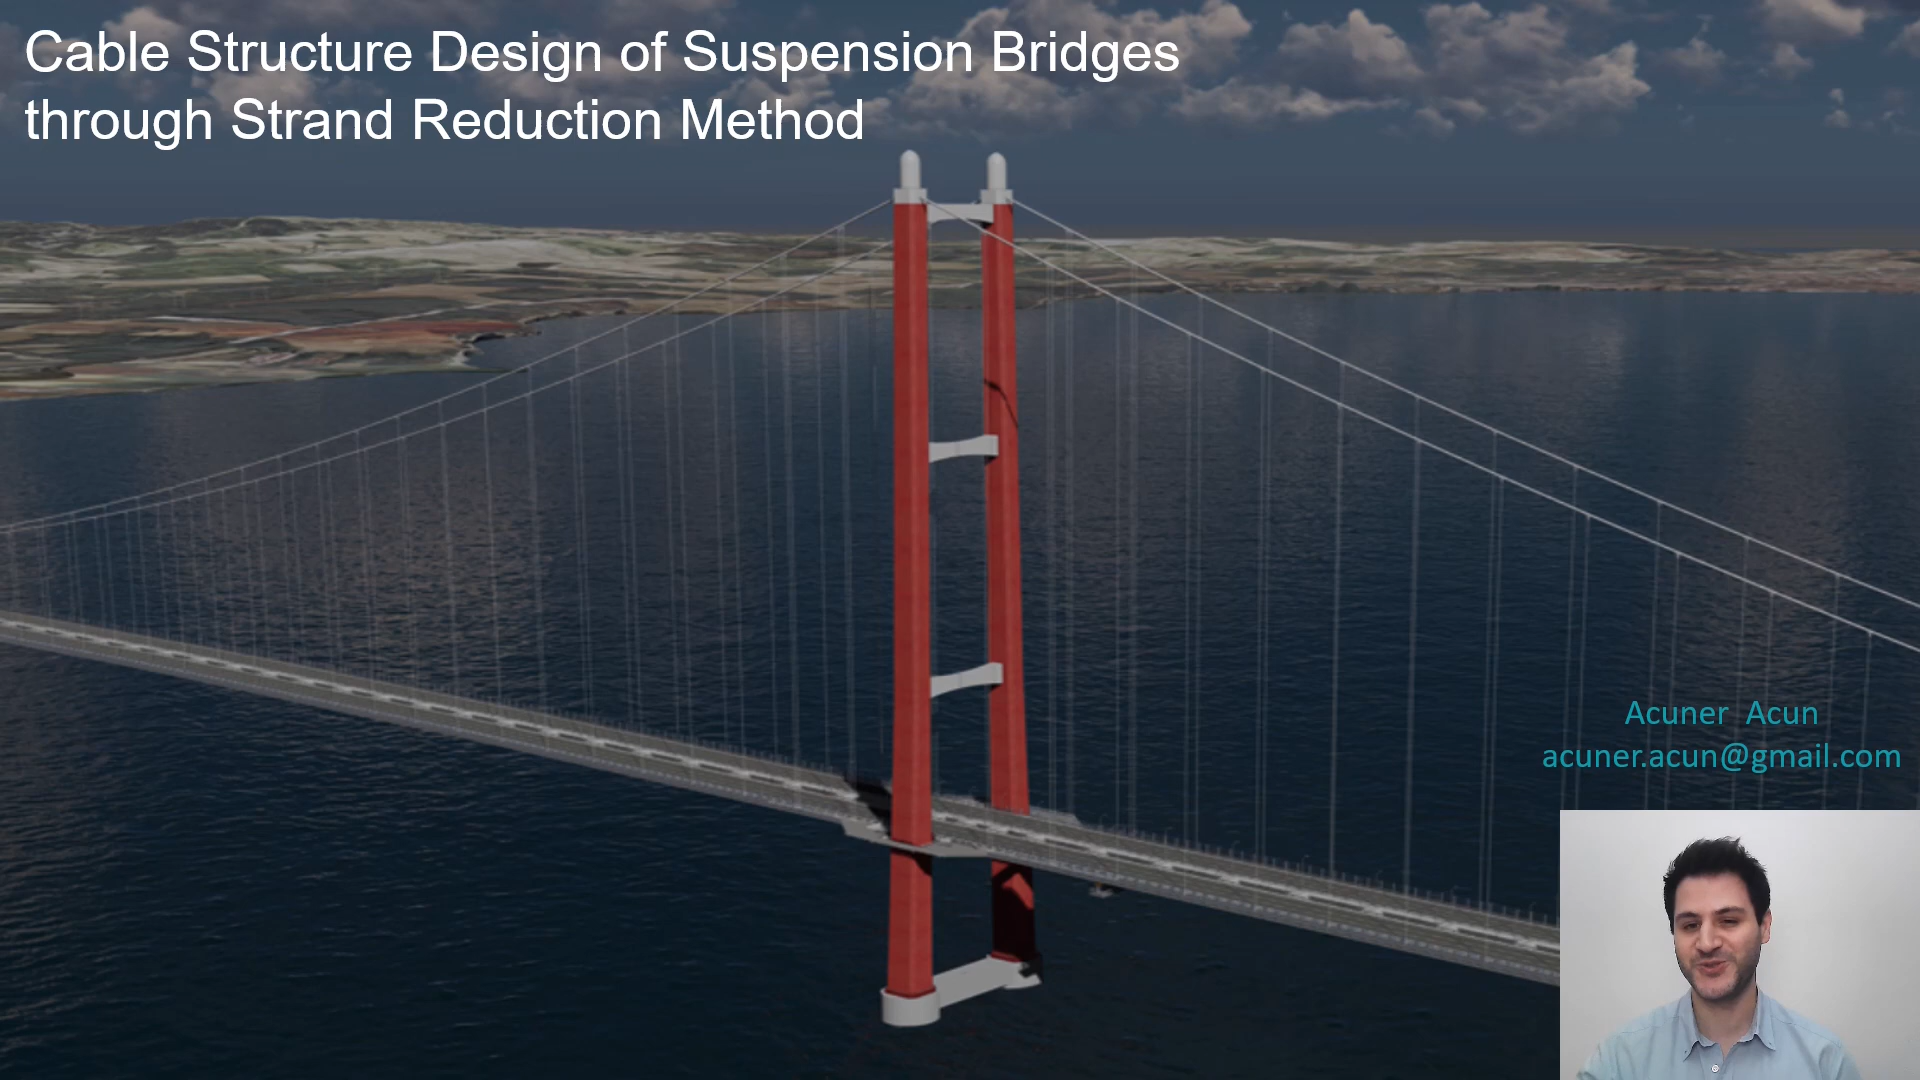 Cable Structure Design of Suspension Bridges
through Strand Reduction Method
Acuner Acun
acuner.acun@gmail.com